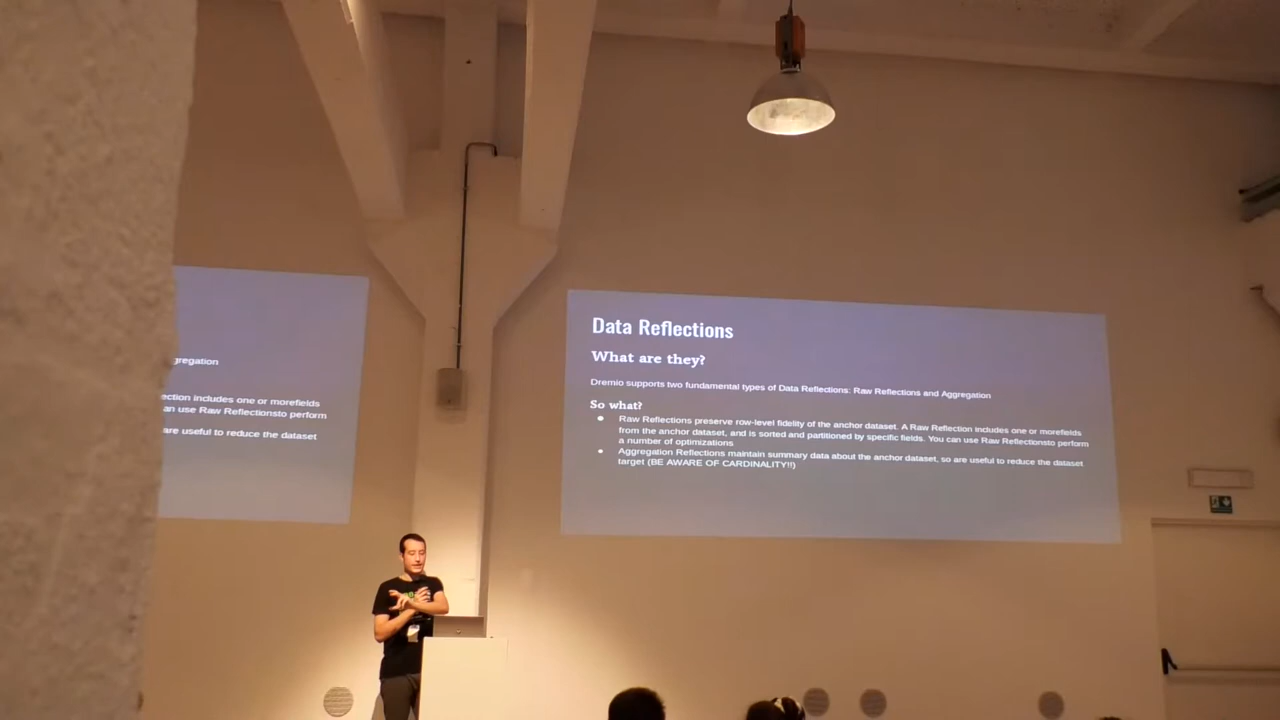 gregation
ection includes one or morefields
an use Raw Reflectionsto perform
are useful to reduce the dataset
Data Reflections
What are they?
Dremio supports two fundamental types of Data Reflections: Raw Reflections and Aggregation
So what?
Raw Reflections preserve row-level fidelity of the anchor dataset. A Raw Reflection includes one or morefields
from the anchor dataset, and is sorted and partitioned by specific fields. You can use Raw Reflectionsto perform
a number of optimizations
Aggregation Reflections maintain summary data about the anchor dataset, so are useful to reduce the dataset
target (BE AWARE OF CARDINALITY!!)